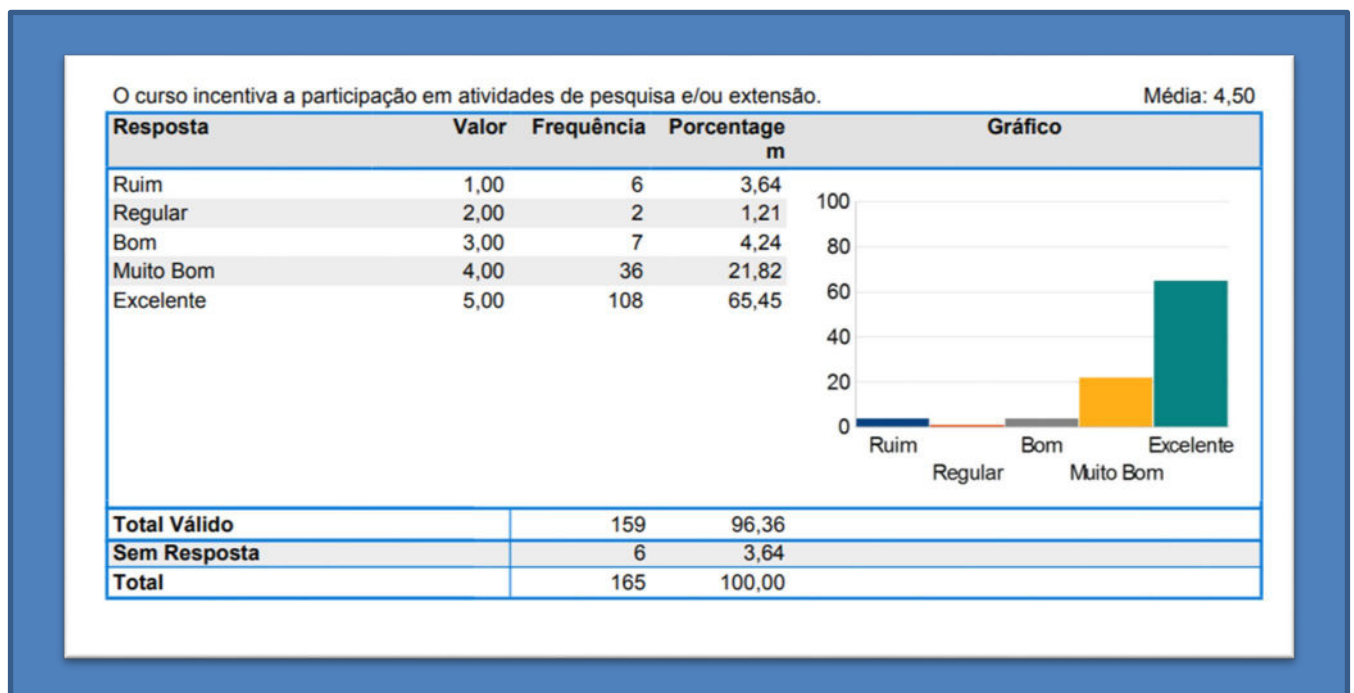 O curso incentiva a participação em atividades de pesquisa e/ou extensão. Média: 4,50
Resposta Valor Frequência Porcentage Gráfico
m
Ruim 1,00 6 3,64
Regular 2,00 2 1,21
Bom 3,00 7 4,24
Muito Bom 4,00 36 21,82
Excelente 5,00 108 65,45
100
80
60
40
20
0
Ruim Bom Excelente
Regular Muito Bom
Total Válido 159 96,36
Sem Resposta 6 3,64
Total 165 100,00